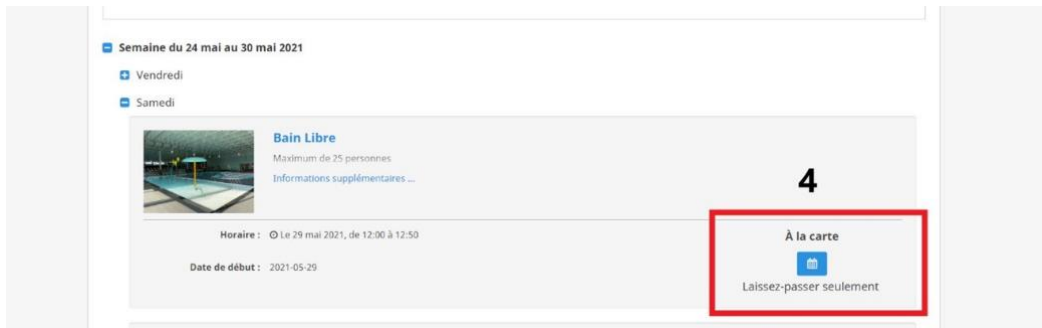 Semaine du 24 mai au 30 mai 2021
Vendredi
Samedi
Bain Libre
Maximum de 25 personnes
Informations supplémentaires ...
4
Horaire : Le 29 mai 2021, de 12:00 à 12:50
À la carte
Date de début : 2021-05-29
Laissez-passer seulement